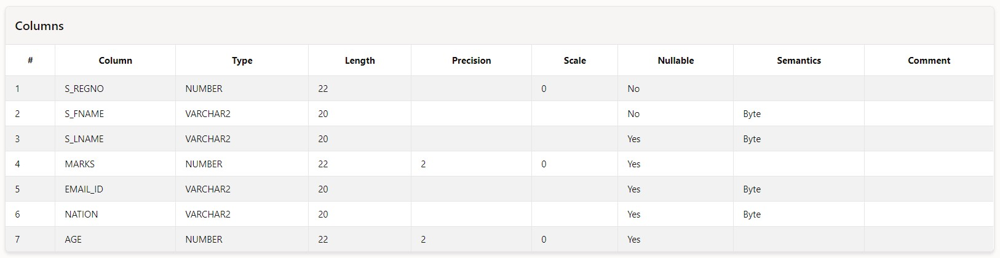 Columns
# Column Type Length Precision Scale Nullable Semantics Comment
1 S_REGNO NUMBER 22 0 No
2 S_FNAME VARCHAR2 20 No Byte
3 S_LNAME VARCHAR2 20 Yes Byte
4 MARKS NUMBER 22 2 0 Yes
5 EMAIL_ID VARCHAR2 20 Yes Byte
6 NATION VARCHAR2 20 Yes Byte
7 AGE NUMBER 22 2 0 Yes